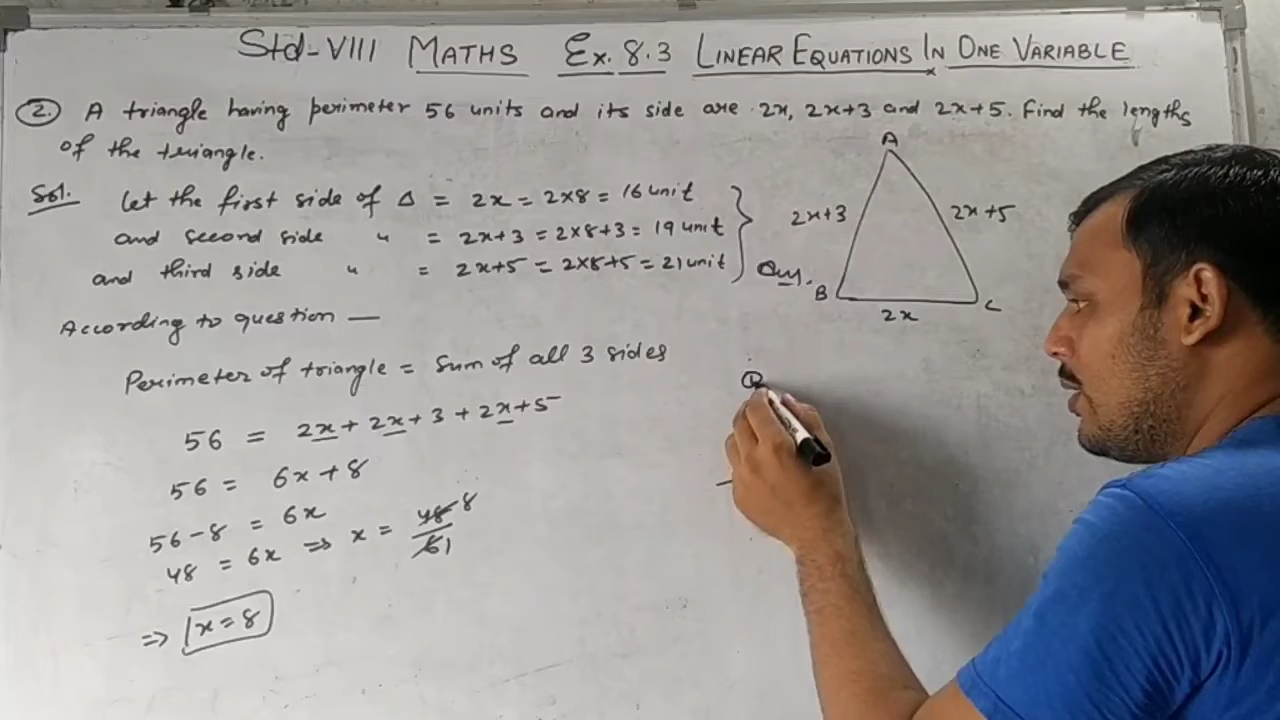 Std-VIII MATHS Ex. 8.3 LINEAR EQUATIONS IN ONE VARIABLE
2. A triangle having perimeter 56 units and its side are 2x, 2x+3 and 2x+5. Find the lengths
of the triangle.
Sol. Let the first side of Δ = 2x = 2×8 = 16 unit
and second side " = 2x+3 = 2×8+3 = 19 unit
and third side " = 2x+5 = 2×8+5 = 21 unit
Ans.
A
2x+3
2x+5
B
C
2x
According to question —
Perimeter of triangle = Sum of all 3 sides
56 = 2x + 2x + 3 + 2x + 5
56 = 6x + 8
56 - 8 = 6x
48 = 6x ⇒ x = 48/6 8 1
⇒ x = 8